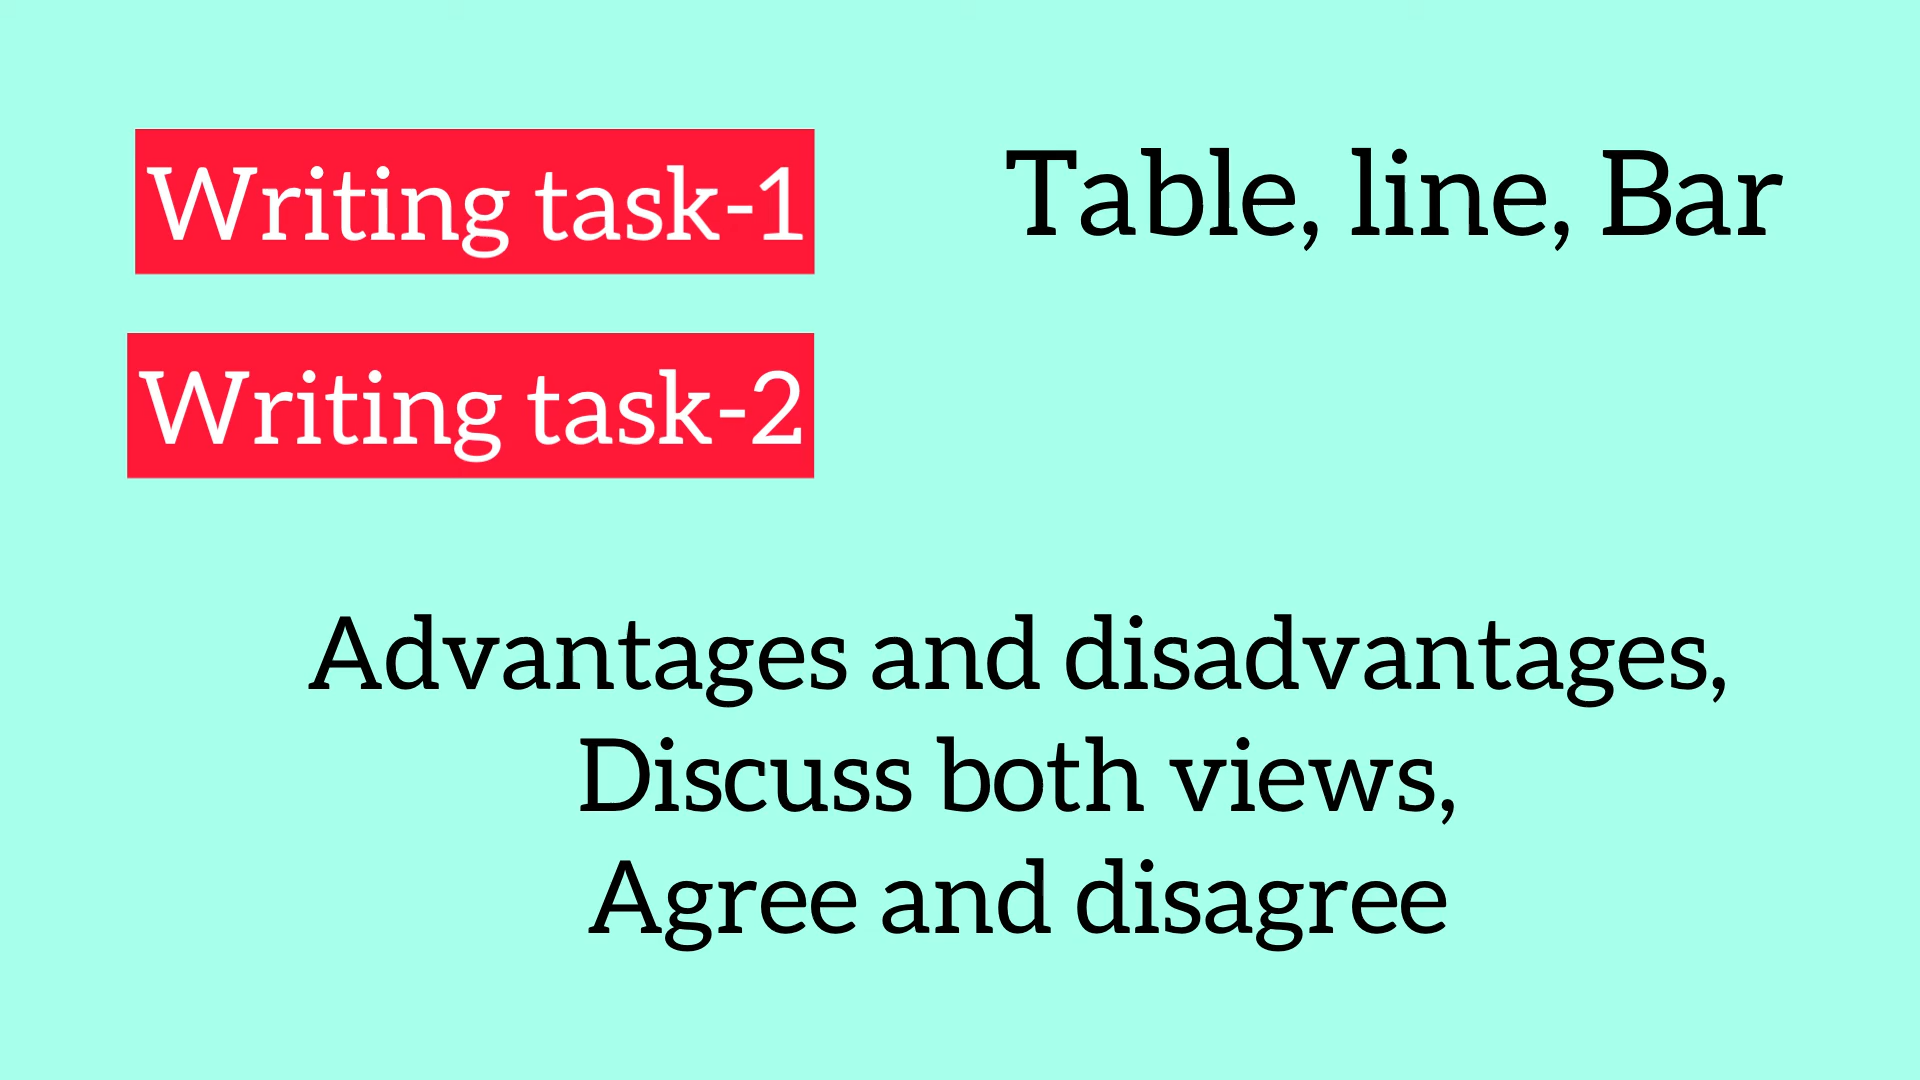 Writing task-1
Table, line, Bar
Writing task-2
Advantages and disadvantages,
Discuss both views,
Agree and disagree